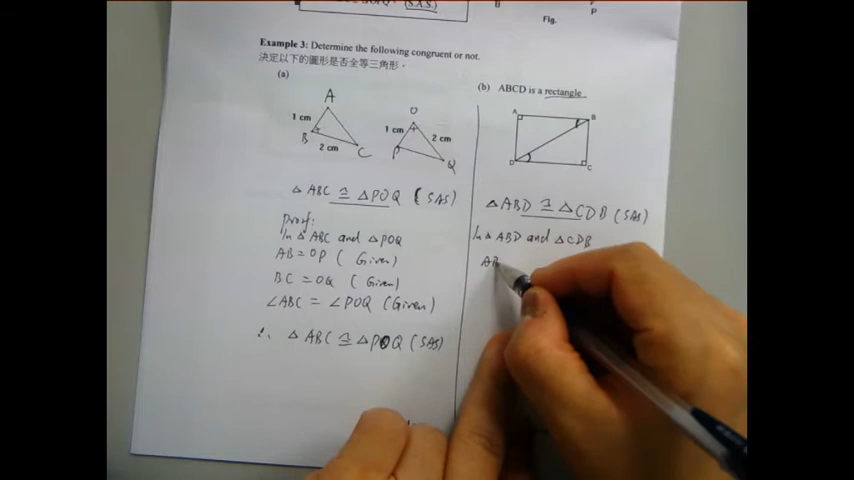 (S.A.S.)
B
P
Fig.
Example 3: Determine the following congruent or not.
決定以下的圖形是否全等三角形。
(a)
A
1 cm
B
2 cm
C
O
1 cm
2 cm
P
Q
△ABC ≅ △POQ (SAS)
Proof:
In △ABC and △POQ
AB = OP (Given)
BC = OQ (Given)
∠ABC = ∠POQ (Given)
∴ △ABC ≅ △POQ (SAS)
(b) ABCD is a rectangle
A
B
D
C
△ABD ≅ △CDB (SAS)
In △ABD and △CDB
AB